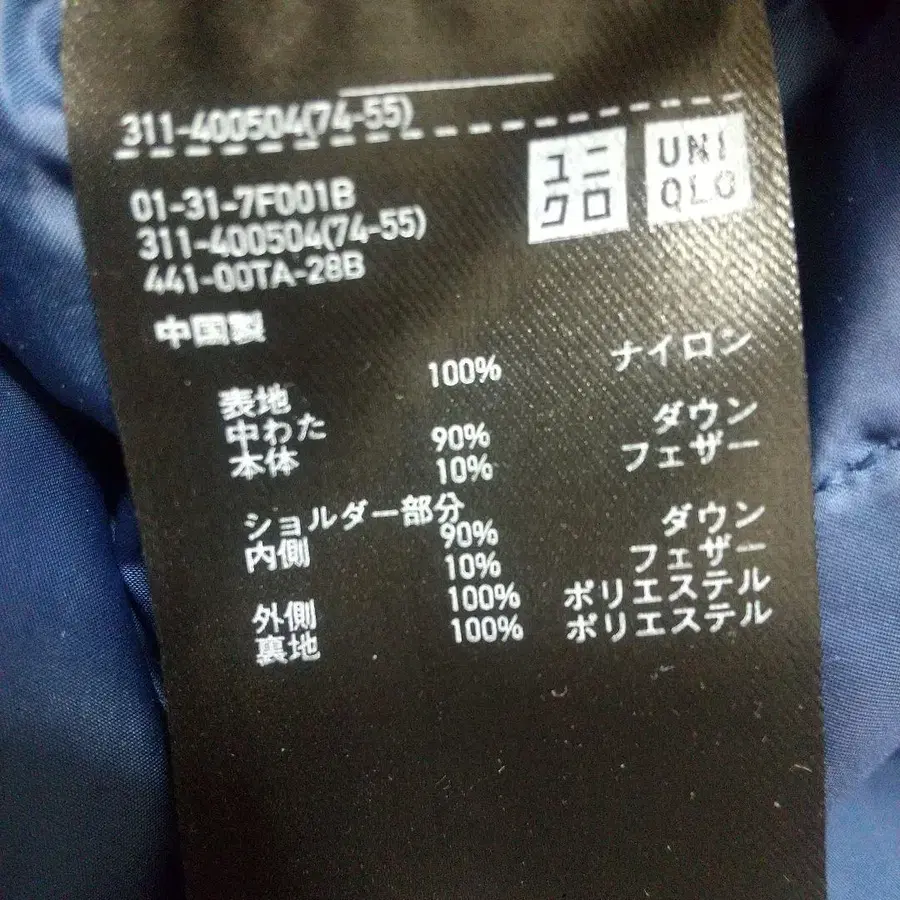 311-400504(74-55)
ユニ
クロ
UNI
QLO
01-31-7F001B
311-400504(74-55)
441-00TA-28B
中国製
表地 100% ナイロン
中わた
本体 90% ダウン
10% フェザー
ショルダー部分
内側 90% ダウン
10% フェザー
外側 100% ポリエステル
裏地 100% ポリエステル